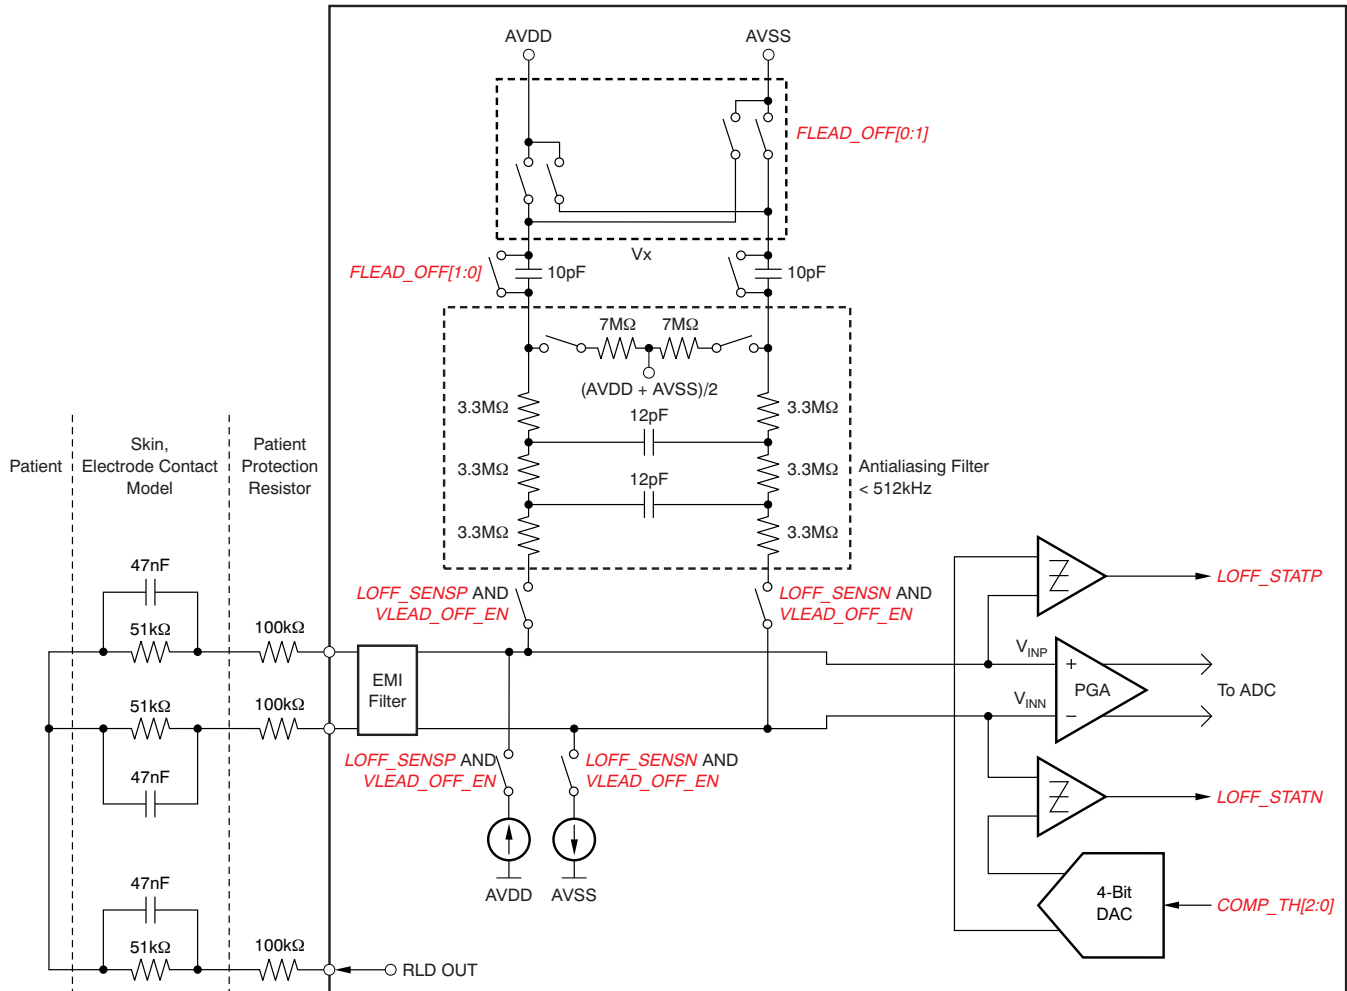 AVDD
AVSS
FLEAD_OFF[0:1]
Vx
FLEAD_OFF[1:0]
10pF
10pF
7MΩ
7MΩ
(AVDD + AVSS)/2
3.3MΩ
3.3MΩ
12pF
3.3MΩ
3.3MΩ
12pF
3.3MΩ
3.3MΩ
Antialiasing Filter
< 512kHz
Patient
Skin,
Electrode Contact
Model
Patient
Protection
Resistor
LOFF_SENSP AND
VLEAD_OFF_EN
LOFF_SENSN AND
VLEAD_OFF_EN
47nF
51kΩ
100kΩ
EMI
Filter
51kΩ
100kΩ
47nF
LOFF_SENSP AND
VLEAD_OFF_EN
LOFF_SENSN AND
VLEAD_OFF_EN
AVDD
AVSS
LOFF_STATP
VINP
+
PGA
VINN
−
To ADC
LOFF_STATN
4-Bit
DAC
COMP_TH[2:0]
47nF
51kΩ
100kΩ
RLD OUT